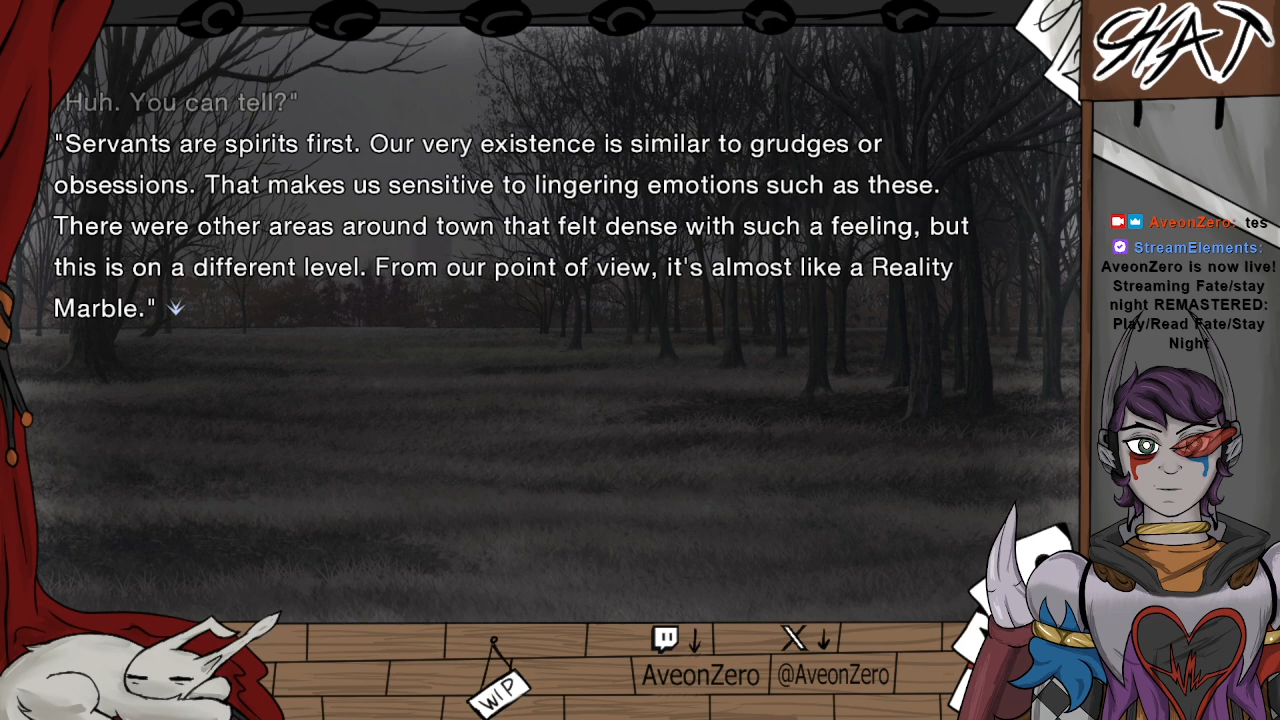 CHAT
Huh. You can tell?"
"Servants are spirits first. Our very existence is similar to grudges or
obsessions. That makes us sensitive to lingering emotions such as these.
There were other areas around town that felt dense with such a feeling, but
this is on a different level. From our point of view, it's almost like a Reality
Marble."
AveonZero: tes
StreamElements:
AveonZero is now live!
Streaming Fate/stay
night REMASTERED:
Play/Read Fate/Stay
Night
WIP
AveonZero
@AveonZero